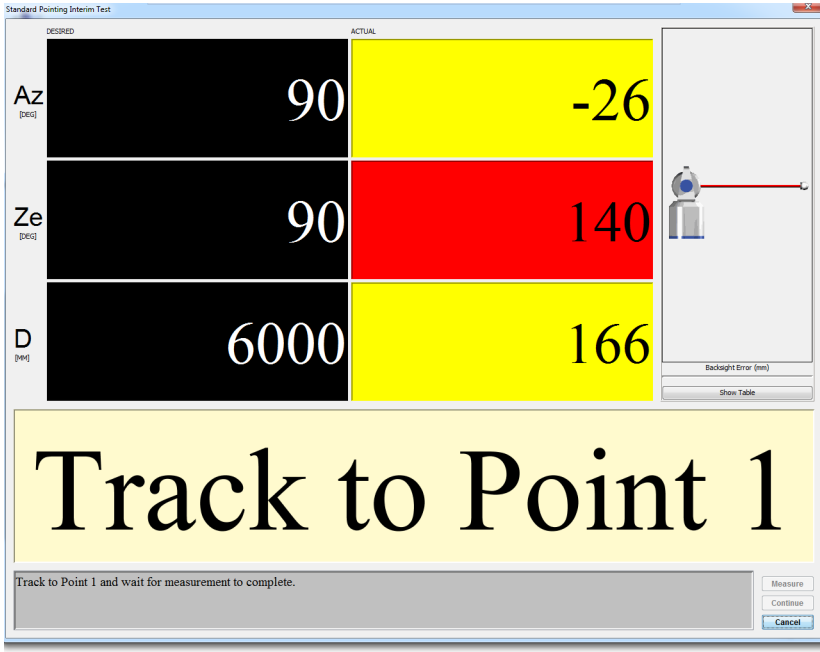 Standard Pointing Interim Test
DESIRED
ACTUAL
Az
[DEG]
90
-26
Ze
[DEG]
90
140
D
[MM]
6000
166
Backsight Error (mm)
Show Table
Track to Point 1
Track to Point 1 and wait for measurement to complete.
Measure
Continue
Cancel